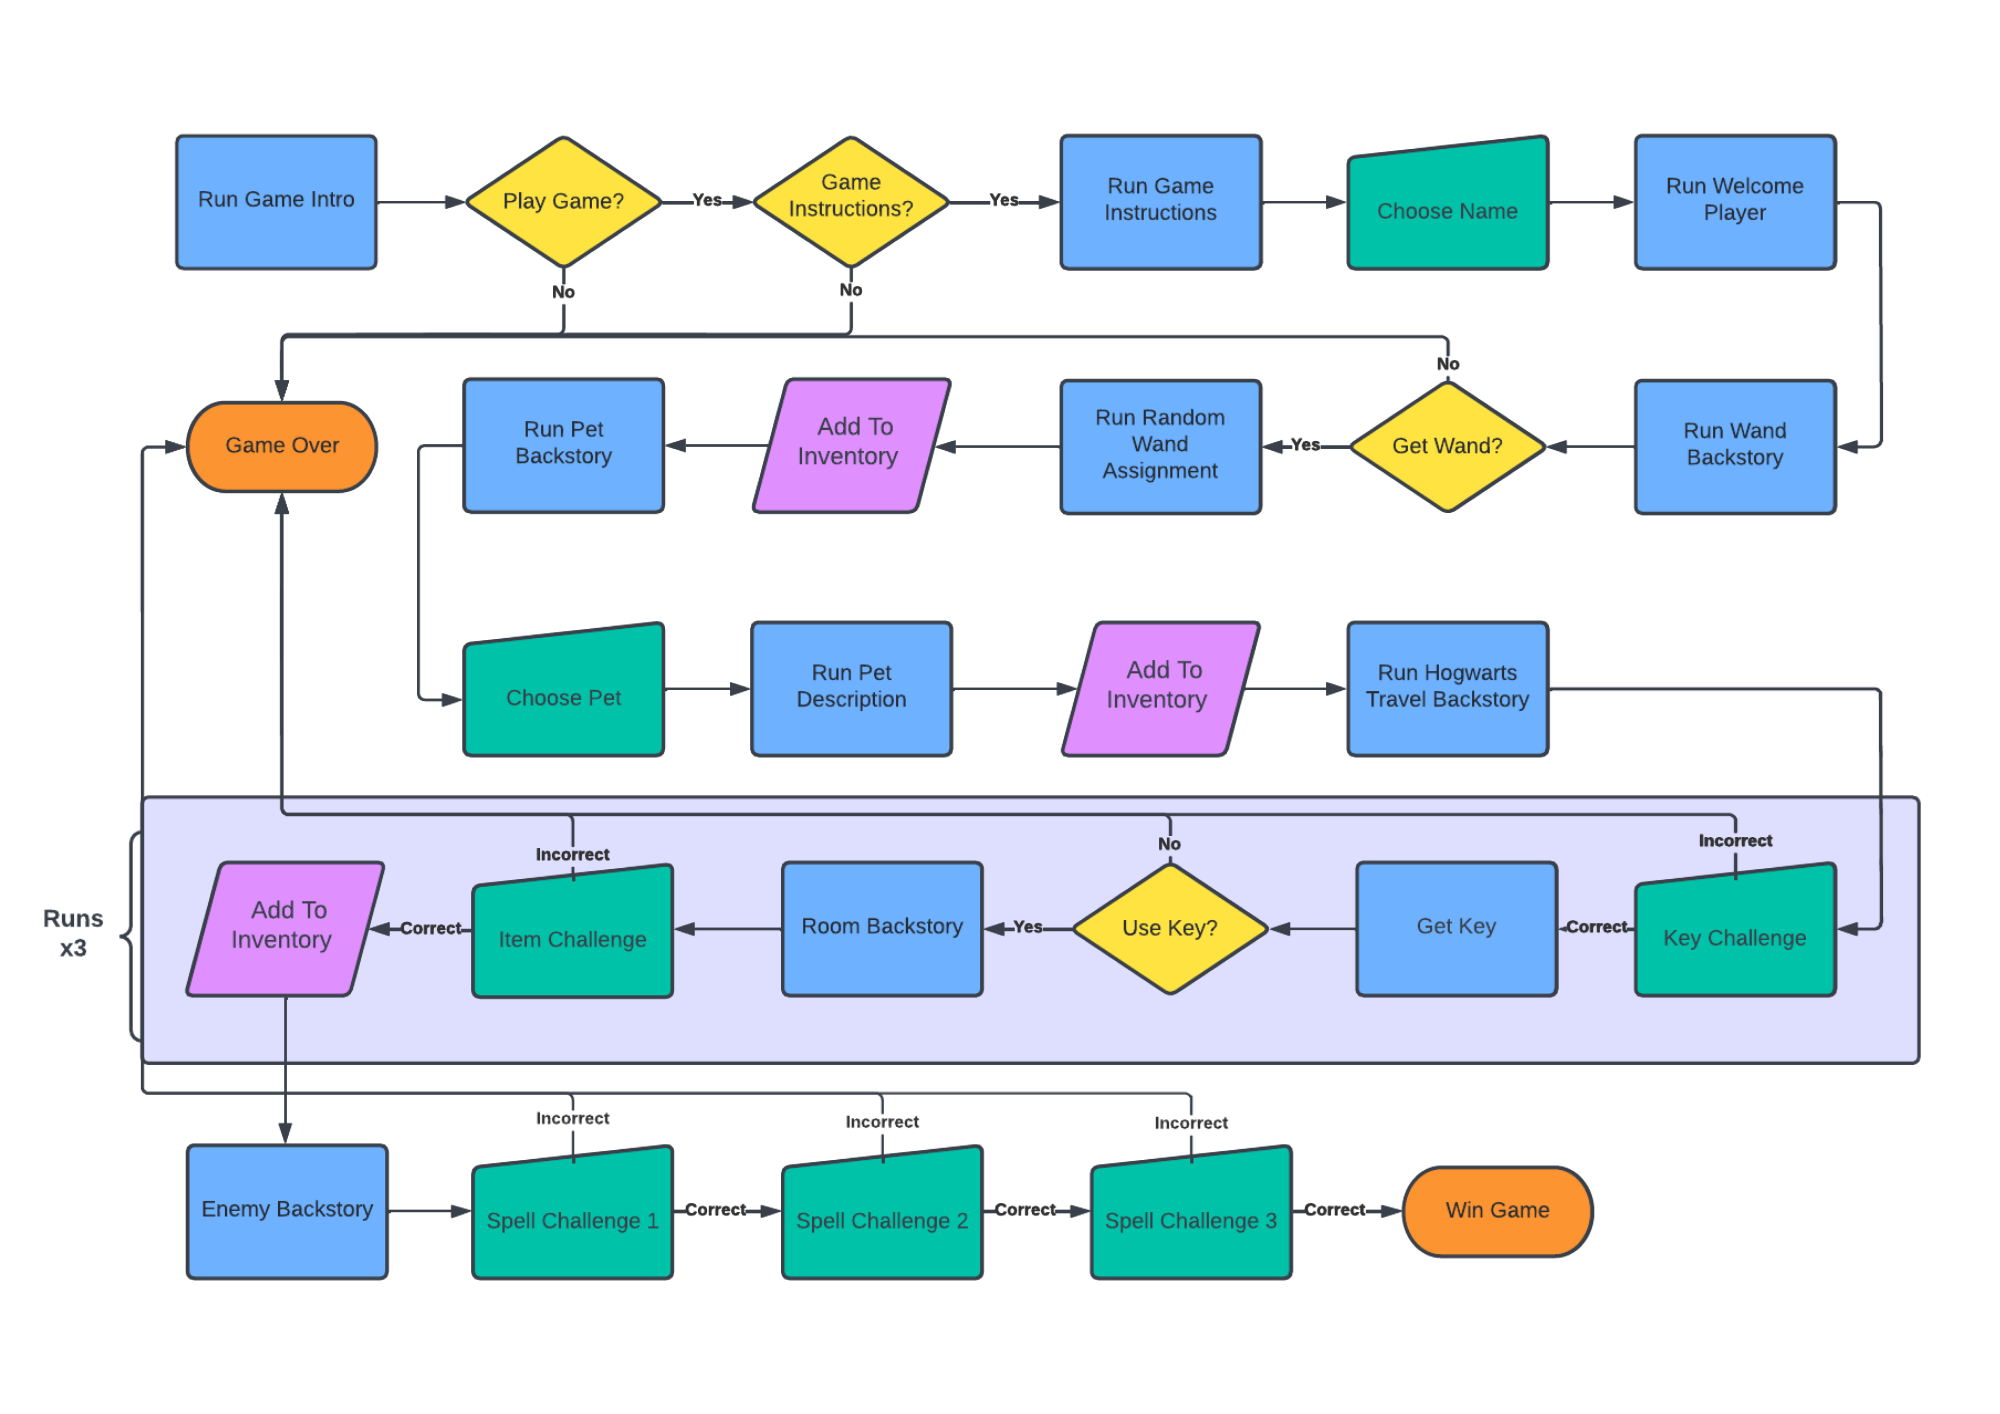 Run Game Intro
Play Game?
Yes
Game
Instructions?
Yes
Run Game
Instructions
Choose Name
Run Welcome
Player
No
No
No
Game Over
Run Pet
Backstory
Add To
Inventory
Run Random
Wand
Assignment
Yes
Get Wand?
Run Wand
Backstory
Choose Pet
Run Pet
Description
Add To
Inventory
Run Hogwarts
Travel Backstory
Runs
x3
Incorrect
No
Incorrect
Add To
Inventory
Correct
Item Challenge
Room Backstory
Yes
Use Key?
Get Key
Correct
Key Challenge
Incorrect
Incorrect
Incorrect
Enemy Backstory
Spell Challenge 1
Correct
Spell Challenge 2
Correct
Spell Challenge 3
Correct
Win Game